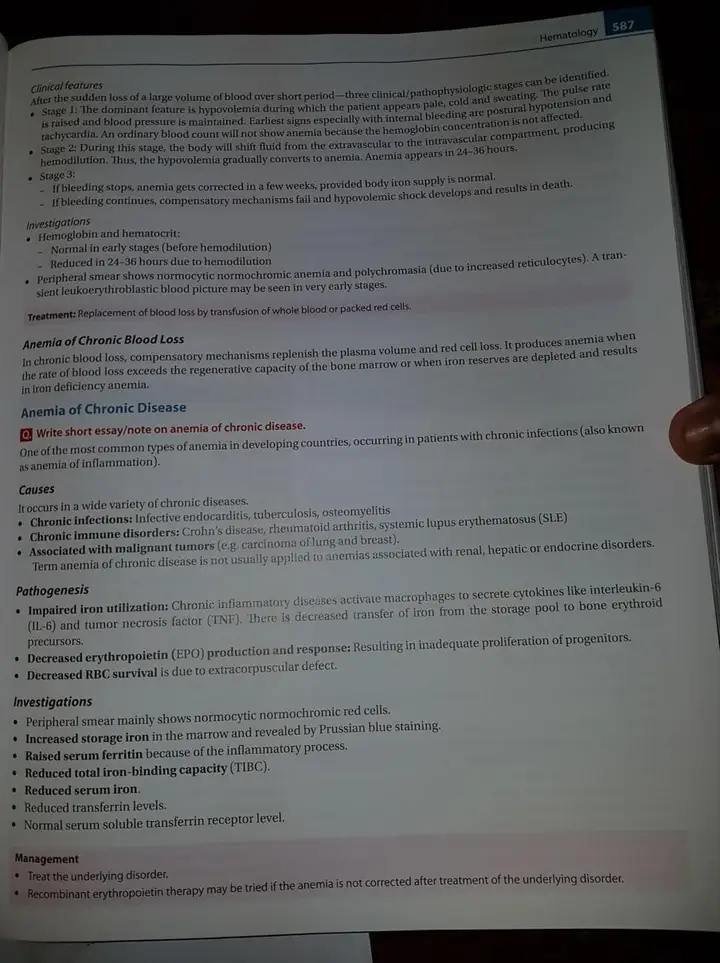 Hematology 587
Clinical features
After the sudden loss of a large volume of blood over short period—three clinical/pathophysiologic stages can be identified.
• Stage 1: The dominant feature is hypovolemia during which the patient appears pale, cold and sweating. The pulse rate
is raised and blood pressure is maintained. Earliest signs especially with internal bleeding are postural hypotension and
tachycardia. An ordinary blood count will not show anemia because the hemoglobin concentration is not affected.
• Stage 2: During this stage, the body will shift fluid from the extravascular to the intravascular compartment, producing
hemodilution. Thus, the hypovolemia gradually converts to anemia. Anemia appears in 24–36 hours.
• Stage 3:
– If bleeding stops, anemia gets corrected in a few weeks, provided body iron supply is normal.
– If bleeding continues, compensatory mechanisms fail and hypovolemic shock develops and results in death.
Investigations
• Hemoglobin and hematocrit:
– Normal in early stages (before hemodilution)
– Reduced in 24–36 hours due to hemodilution
• Peripheral smear shows normocytic normochromic anemia and polychromasia (due to increased reticulocytes). A tran-
sient leukoerythroblastic blood picture may be seen in very early stages.
Treatment: Replacement of blood loss by transfusion of whole blood or packed red cells.
Anemia of Chronic Blood Loss
In chronic blood loss, compensatory mechanisms replenish the plasma volume and red cell loss. It produces anemia when
the rate of blood loss exceeds the regenerative capacity of the bone marrow or when iron reserves are depleted and results
in iron deficiency anemia.
Anemia of Chronic Disease
Q. Write short essay/note on anemia of chronic disease.
One of the most common types of anemia in developing countries, occurring in patients with chronic infections (also known
as anemia of inflammation).
Causes
It occurs in a wide variety of chronic diseases.
• Chronic infections: Infective endocarditis, tuberculosis, osteomyelitis
• Chronic immune disorders: Crohn's disease, rheumatoid arthritis, systemic lupus erythematosus (SLE)
• Associated with malignant tumors (e.g. carcinoma of lung and breast).
Term anemia of chronic disease is not usually applied to anemias associated with renal, hepatic or endocrine disorders.
Pathogenesis
• Impaired iron utilization: Chronic inflammatory diseases activate macrophages to secrete cytokines like interleukin-6
(IL-6) and tumor necrosis factor (TNF). There is decreased transfer of iron from the storage pool to bone erythroid
precursors.
• Decreased erythropoietin (EPO) production and response: Resulting in inadequate proliferation of progenitors.
• Decreased RBC survival is due to extracorpuscular defect.
Investigations
• Peripheral smear mainly shows normocytic normochromic red cells.
• Increased storage iron in the marrow and revealed by Prussian blue staining.
• Raised serum ferritin because of the inflammatory process.
• Reduced total iron-binding capacity (TIBC).
• Reduced serum iron.
• Reduced transferrin levels.
• Normal serum soluble transferrin receptor level.
Management
• Treat the underlying disorder.
• Recombinant erythropoietin therapy may be tried if the anemia is not corrected after treatment of the underlying disorder.